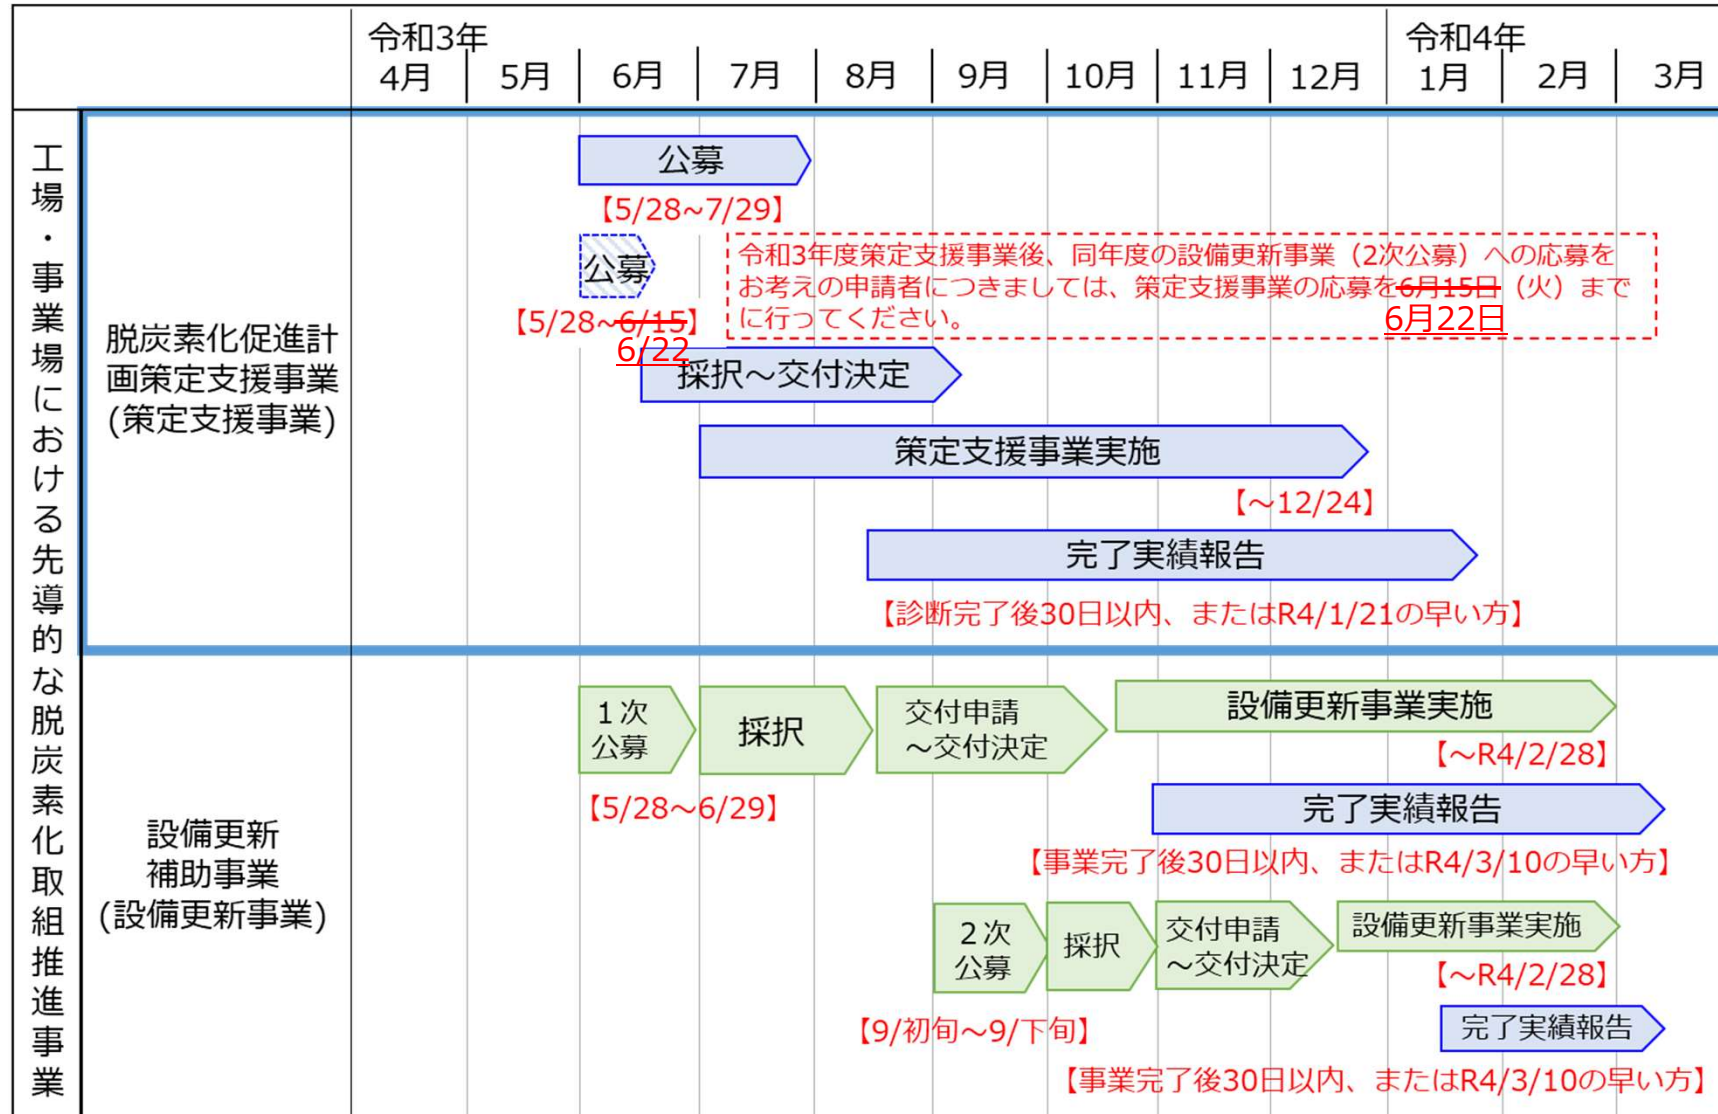 令和3年
令和4年
4月 5月 6月 7月 8月 9月 10月 11月 12月 1月 2月 3月
工場・事業場における先導的な脱炭素化取組推進事業
脱炭素化促進計
画策定支援事業
(策定支援事業)
公募
【5/28~7/29】
公募
【5/28~6/15】
6/22
令和3年度策定支援事業後、同年度の設備更新事業（2次公募）への応募を
お考えの申請者につきましては、策定支援事業の応募を6月15日（火）まで
に行ってください。
6月22日
採択～交付決定
策定支援事業実施
【～12/24】
完了実績報告
【診断完了後30日以内、またはR4/1/21の早い方】
設備更新
補助事業
(設備更新事業)
1次
公募
【5/28～6/29】
採択
交付申請
～交付決定
設備更新事業実施
【～R4/2/28】
完了実績報告
【事業完了後30日以内、またはR4/3/10の早い方】
2次
公募
【9/初旬～9/下旬】
採択
交付申請
～交付決定
設備更新事業実施
【～R4/2/28】
完了実績報告
【事業完了後30日以内、またはR4/3/10の早い方】